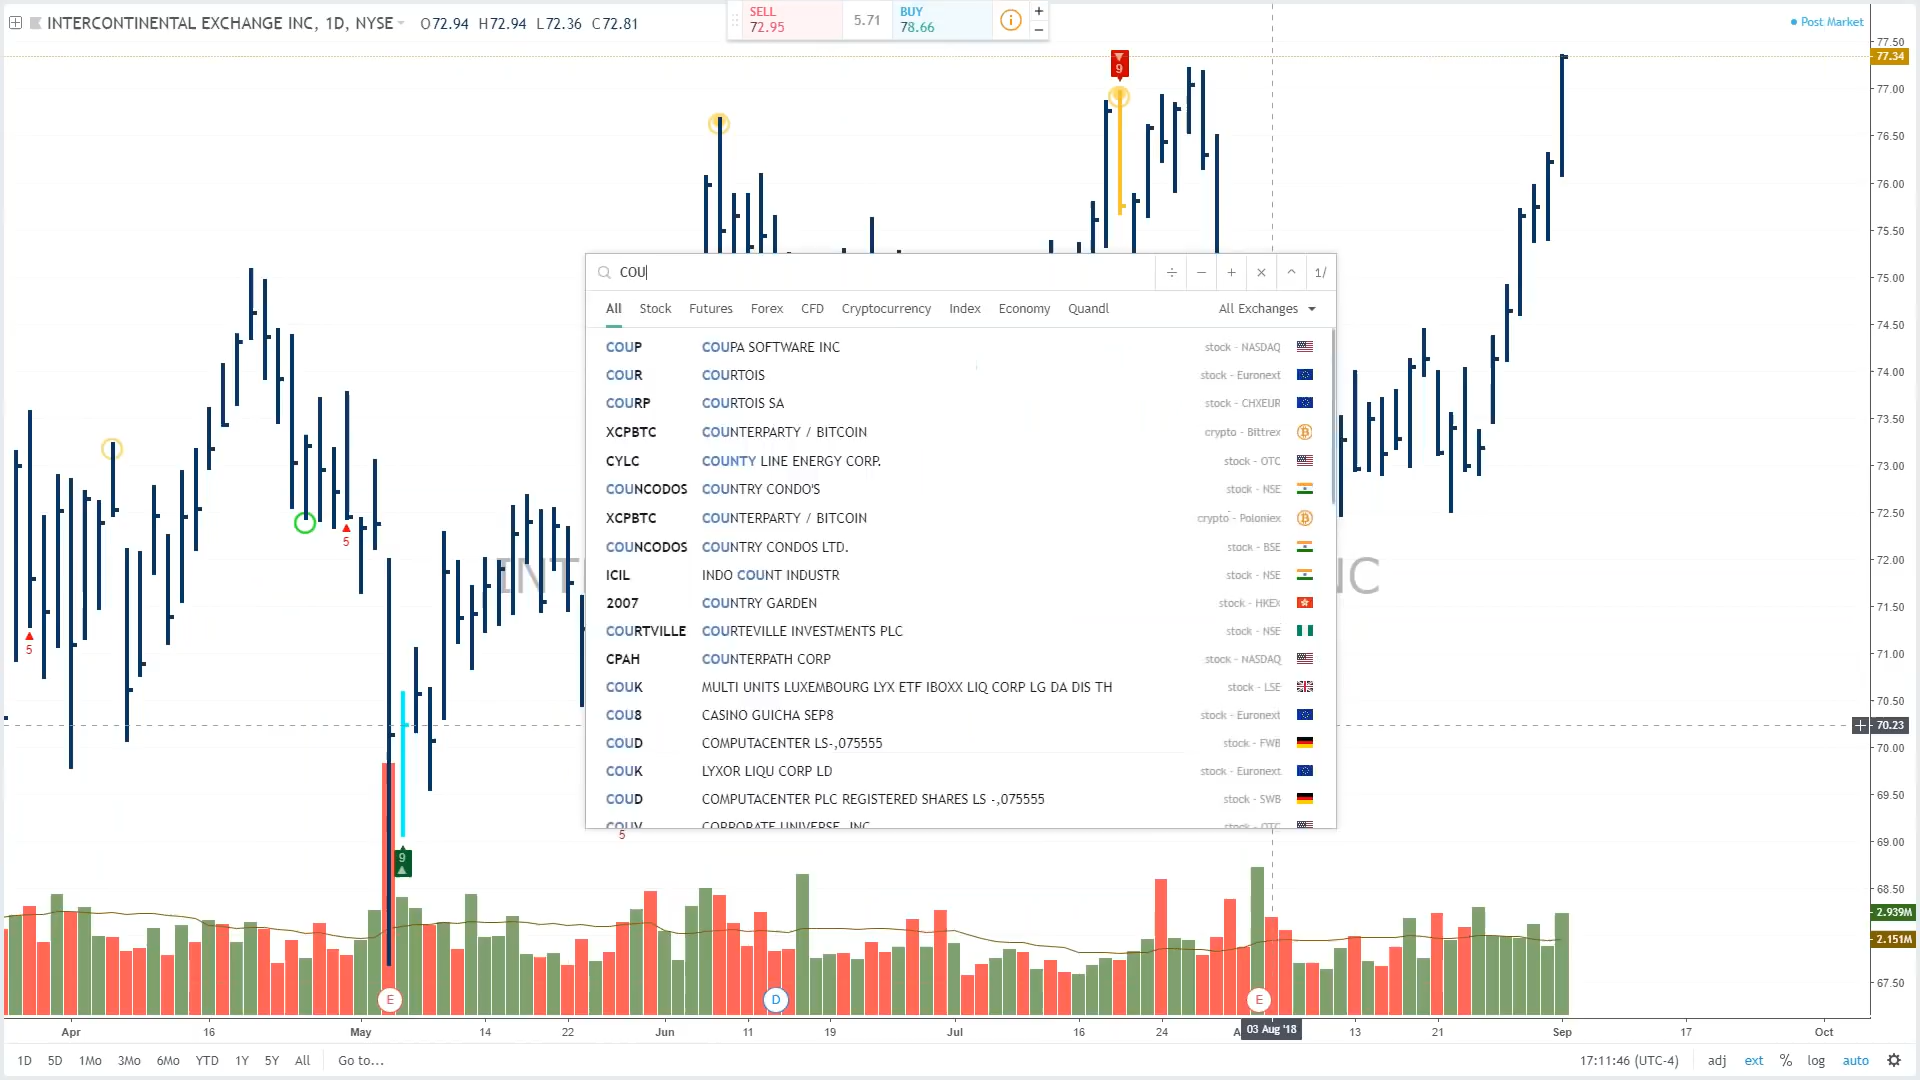 INTERCONTINENTAL EXCHANGE INC, 1D, NYSE O72.94 H72.94 L72.36 C72.81
SELL
72.95
5.71
BUY
78.66
Post Market
77.50
77.34
77.00
76.50
76.00
75.50
75.00
74.50
74.00
73.50
73.00
72.50
72.00
71.50
71.00
70.50
70.23
70.00
69.50
69.00
68.50
2.939M
2.151M
67.50
9
5
5
9
5
COU
÷ − + × ^ 1/
All Stock Futures Forex CFD Cryptocurrency Index Economy Quandl All Exchanges
COUP COUPA SOFTWARE INC stock - NASDAQ
COUR COURTOIS stock - Euronext
COURP COURTOIS SA stock - CHXEUR
XCPBTC COUNTERPARTY / BITCOIN crypto - Bittrex
CYLC COUNTY LINE ENERGY CORP. stock - OTC
COUNCODOS COUNTRY CONDO'S stock - NSE
XCPBTC COUNTERPARTY / BITCOIN crypto - Poloniex
COUNCODOS COUNTRY CONDOS LTD. stock - BSE
ICIL INDO COUNT INDUSTR stock - NSE
2007 COUNTRY GARDEN stock - HKEX
COURTVILLE COURTEVILLE INVESTMENTS PLC stock - NSE
CPAH COUNTERPATH CORP stock - NASDAQ
COUK MULTI UNITS LUXEMBOURG LYX ETF IBOXX LIQ CORP LG DA DIS TH stock - LSE
COU8 CASINO GUICHA SEP8 stock - Euronext
COUD COMPUTACENTER LS-,075555 stock - FWB
COUK LYXOR LIQU CORP LD stock - Euronext
COUD COMPUTACENTER PLC REGISTERED SHARES LS -,075555 stock - SWB
COUV CORPORATE UNIVERSE, INC stock - OTC
E D E
Apr 16 May 14 22 Jun 11 19 Jul 16 24 03 Aug '18 13 21 Sep 17 Oct
1D 5D 1Mo 3Mo 6Mo YTD 1Y 5Y All Go to... 17:11:46 (UTC-4) adj ext % log auto